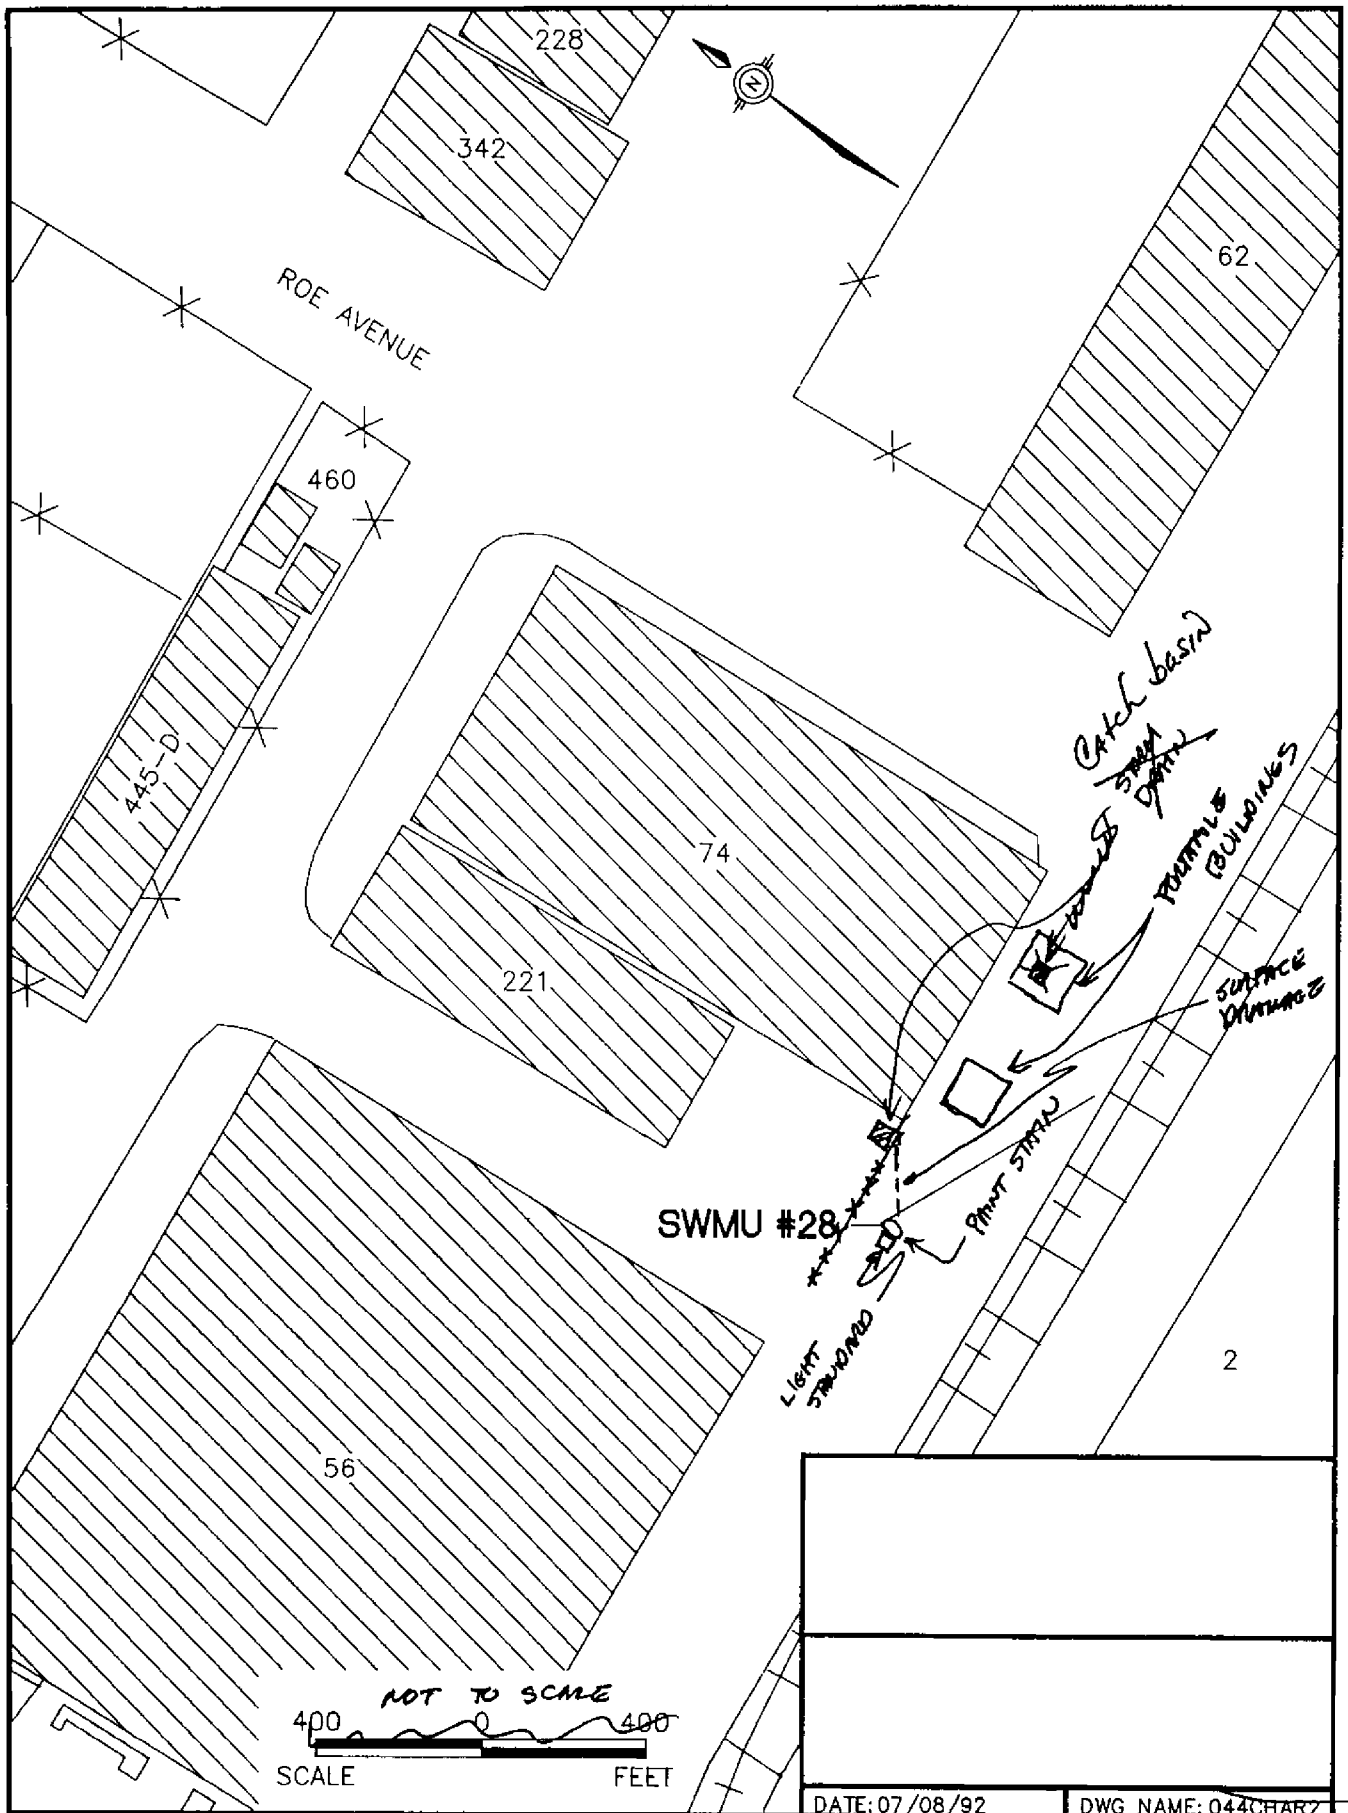 228
N
342
62
ROE AVENUE
460
Catch basin
STORM
DRAIN
445-D
PORTABLE
BUILDINGS
74
221
SURFACE
DRAINAGE
PAINT STAIN
SWMU #28
LIGHT
STANDARD
2
56
NOT TO SCALE
400 0 400
SCALE FEET
DATE: 07/08/92
DWG NAME: 044CHAR2